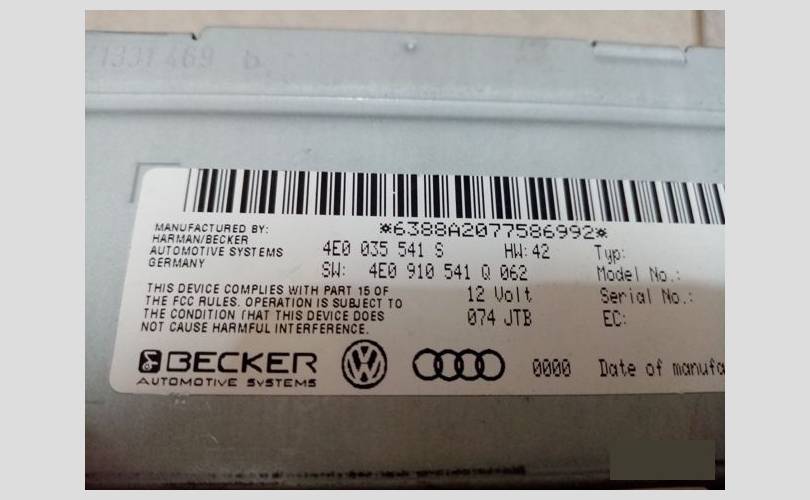 *6388A2077586992*
MANUFACTURED BY:
HARMAN/BECKER
AUTOMOTIVE SYSTEMS
GERMANY
4E0 035 541 S HW: 42
SW: 4E0 910 541 Q 062
12 Volt
074 JTB
Typ:
Model No.:
Serial No.:
EC:
THIS DEVICE COMPLIES WITH PART 15 OF
THE FCC RULES. OPERATION IS SUBJECT TO
THE CONDITION THAT THIS DEVICE DOES
NOT CAUSE HARMFUL INTERFERENCE.
BECKER
AUTOMOTIVE SYSTEMS
0000 Date of manufa